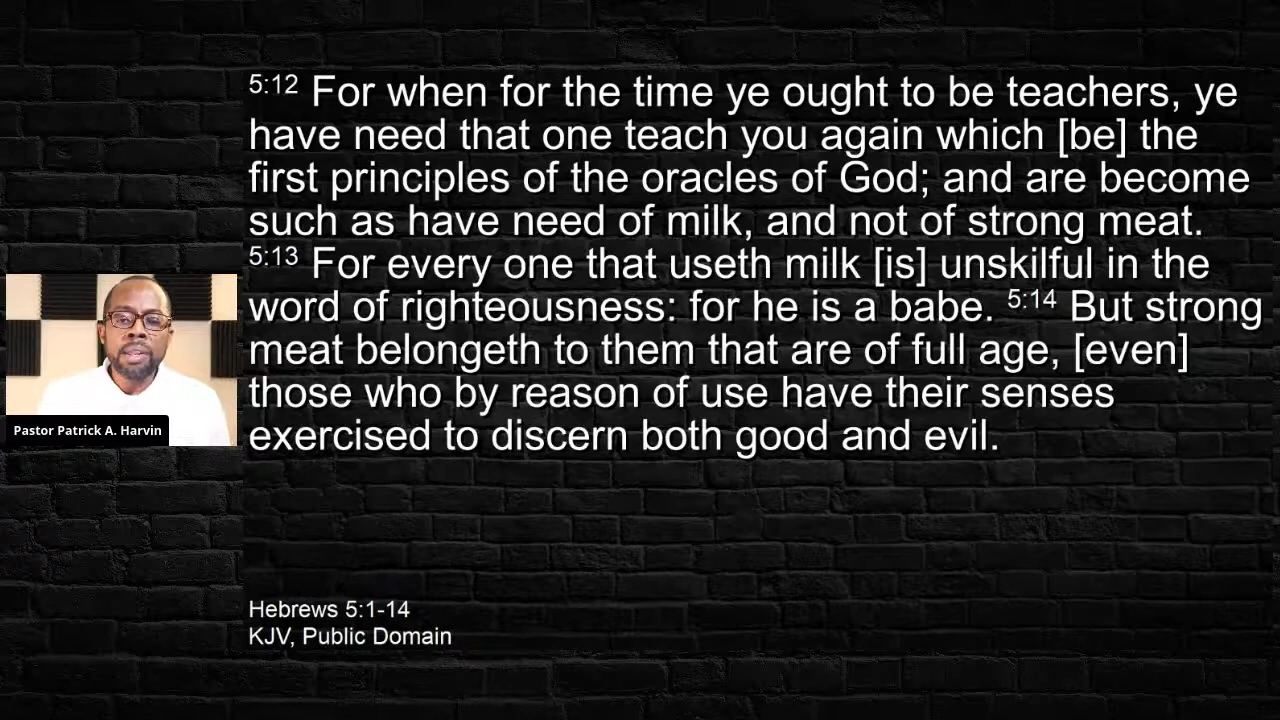 5:12 For when for the time ye ought to be teachers, ye
have need that one teach you again which [be] the
first principles of the oracles of God; and are become
such as have need of milk, and not of strong meat.
5:13 For every one that useth milk [is] unskilful in the
word of righteousness: for he is a babe. 5:14 But strong
meat belongeth to them that are of full age, [even]
those who by reason of use have their senses
exercised to discern both good and evil.
Pastor Patrick A. Harvin
Hebrews 5:1-14
KJV, Public Domain